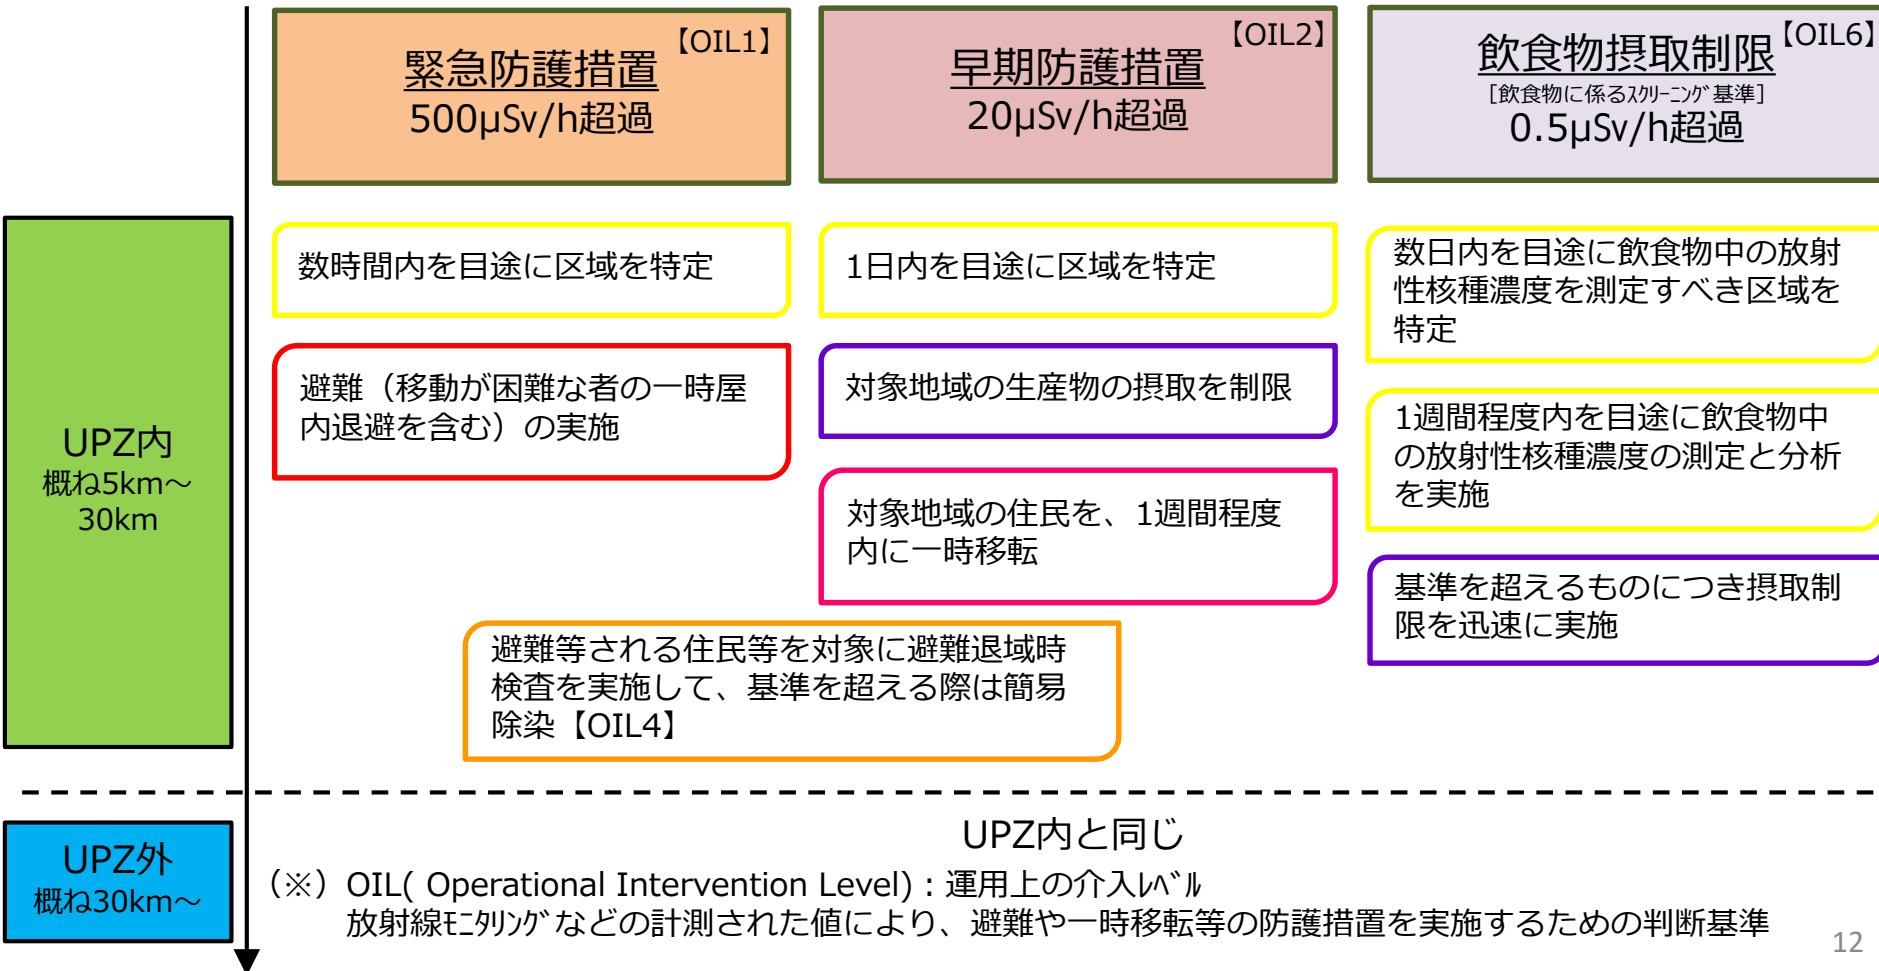 【OIL1】
緊急防護措置
500μSv/h超過
【OIL2】
早期防護措置
20μSv/h超過
【OIL6】
飲食物摂取制限
[飲食物に係るｽｸﾘｰﾆﾝｸﾞ基準]
0.5μSv/h超過
UPZ内
概ね5km～
30km
数時間内を目途に区域を特定
避難（移動が困難な者の一時屋
内退避を含む）の実施
1日内を目途に区域を特定
対象地域の生産物の摂取を制限
対象地域の住民を、1週間程度
内に一時移転
避難等される住民等を対象に避難退域時
検査を実施して、基準を超える際は簡易
除染【OIL4】
数日内を目途に飲食物中の放射
性核種濃度を測定すべき区域を
特定
1週間程度内を目途に飲食物中
の放射性核種濃度の測定と分析
を実施
基準を超えるものにつき摂取制
限を迅速に実施
UPZ外
概ね30km～
UPZ内と同じ
（※）OIL( Operational Intervention Level)：運用上の介入ﾚﾍﾞﾙ
放射線ﾓﾆﾀﾘﾝｸﾞなどの計測された値により、避難や一時移転等の防護措置を実施するための判断基準
12